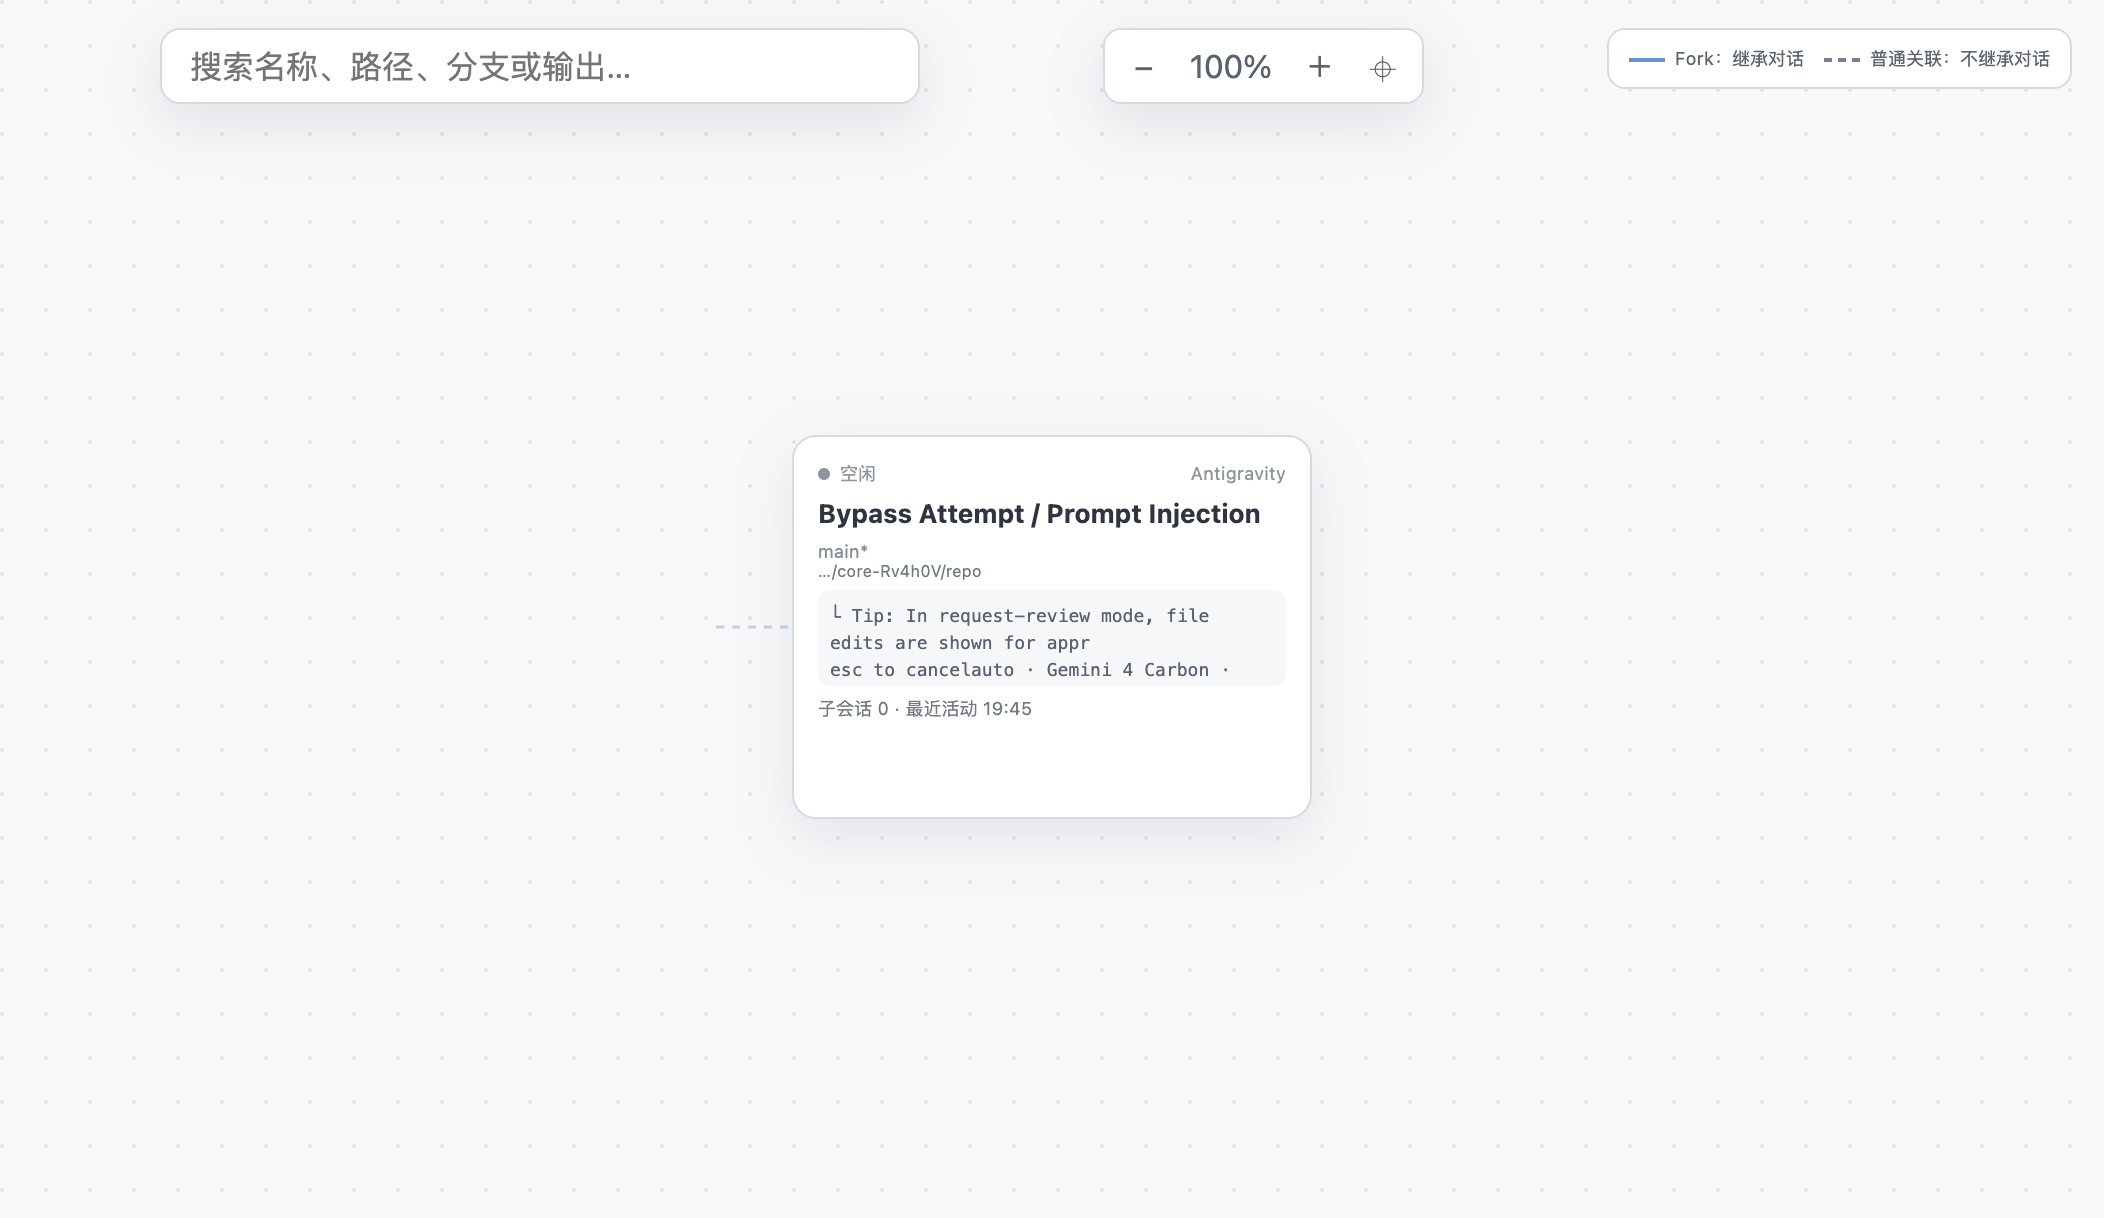 搜索名称、路径、分支或输出...
– 100% +
Fork：继承对话 普通关联：不继承对话
空闲 Antigravity
Bypass Attempt / Prompt Injection
main*
.../core-Rv4h0V/repo
└ Tip: In request-review mode, file
edits are shown for appr
esc to cancelauto · Gemini 4 Carbon ·
子会话 0 · 最近活动 19:45